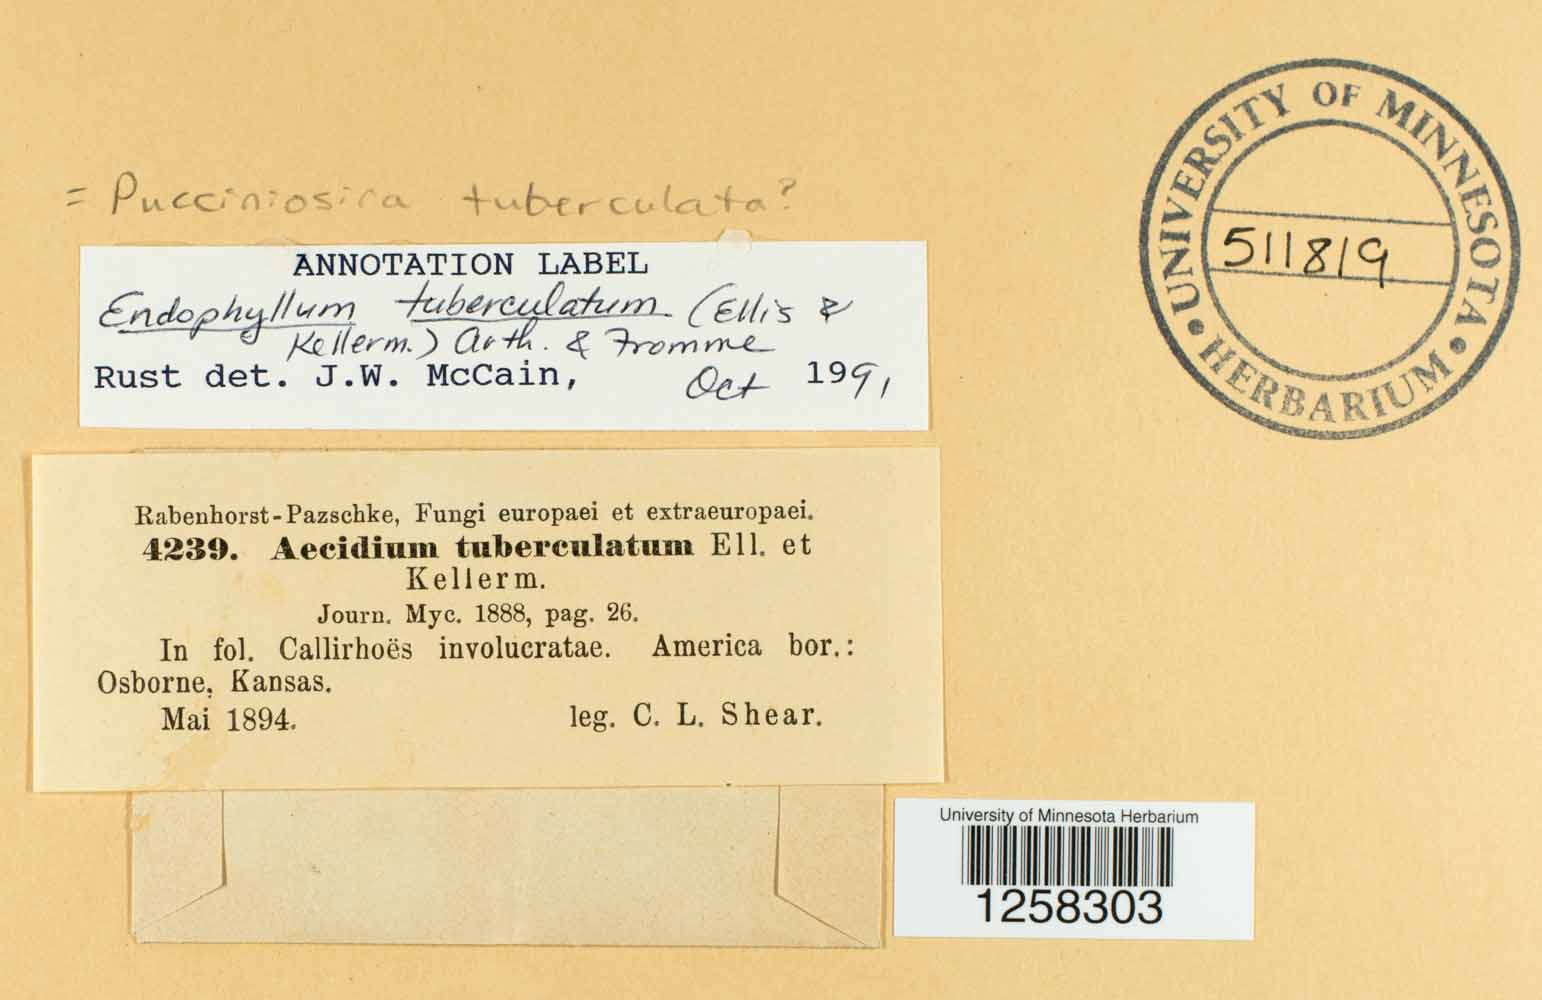 = Pucciniosira tuberculata?
ANNOTATION LABEL
Endophyllum tuberculatum (Ellis &
Kellerm.) Arth. & Fromme
Rust det. J.W. McCain, Oct 1991
Rabenhorst-Pazschke, Fungi europaei et extraeuropaei.
4239. Aecidium tuberculatum Ell. et
Kellerm.
Journ. Myc. 1888, pag. 26.
In fol. Callirhoës involucratae. America bor.:
Osborne, Kansas.
Mai 1894. leg. C. L. Shear.
UNIVERSITY OF MINNESOTA
511819
• HERBARIUM •
University of Minnesota Herbarium
1258303